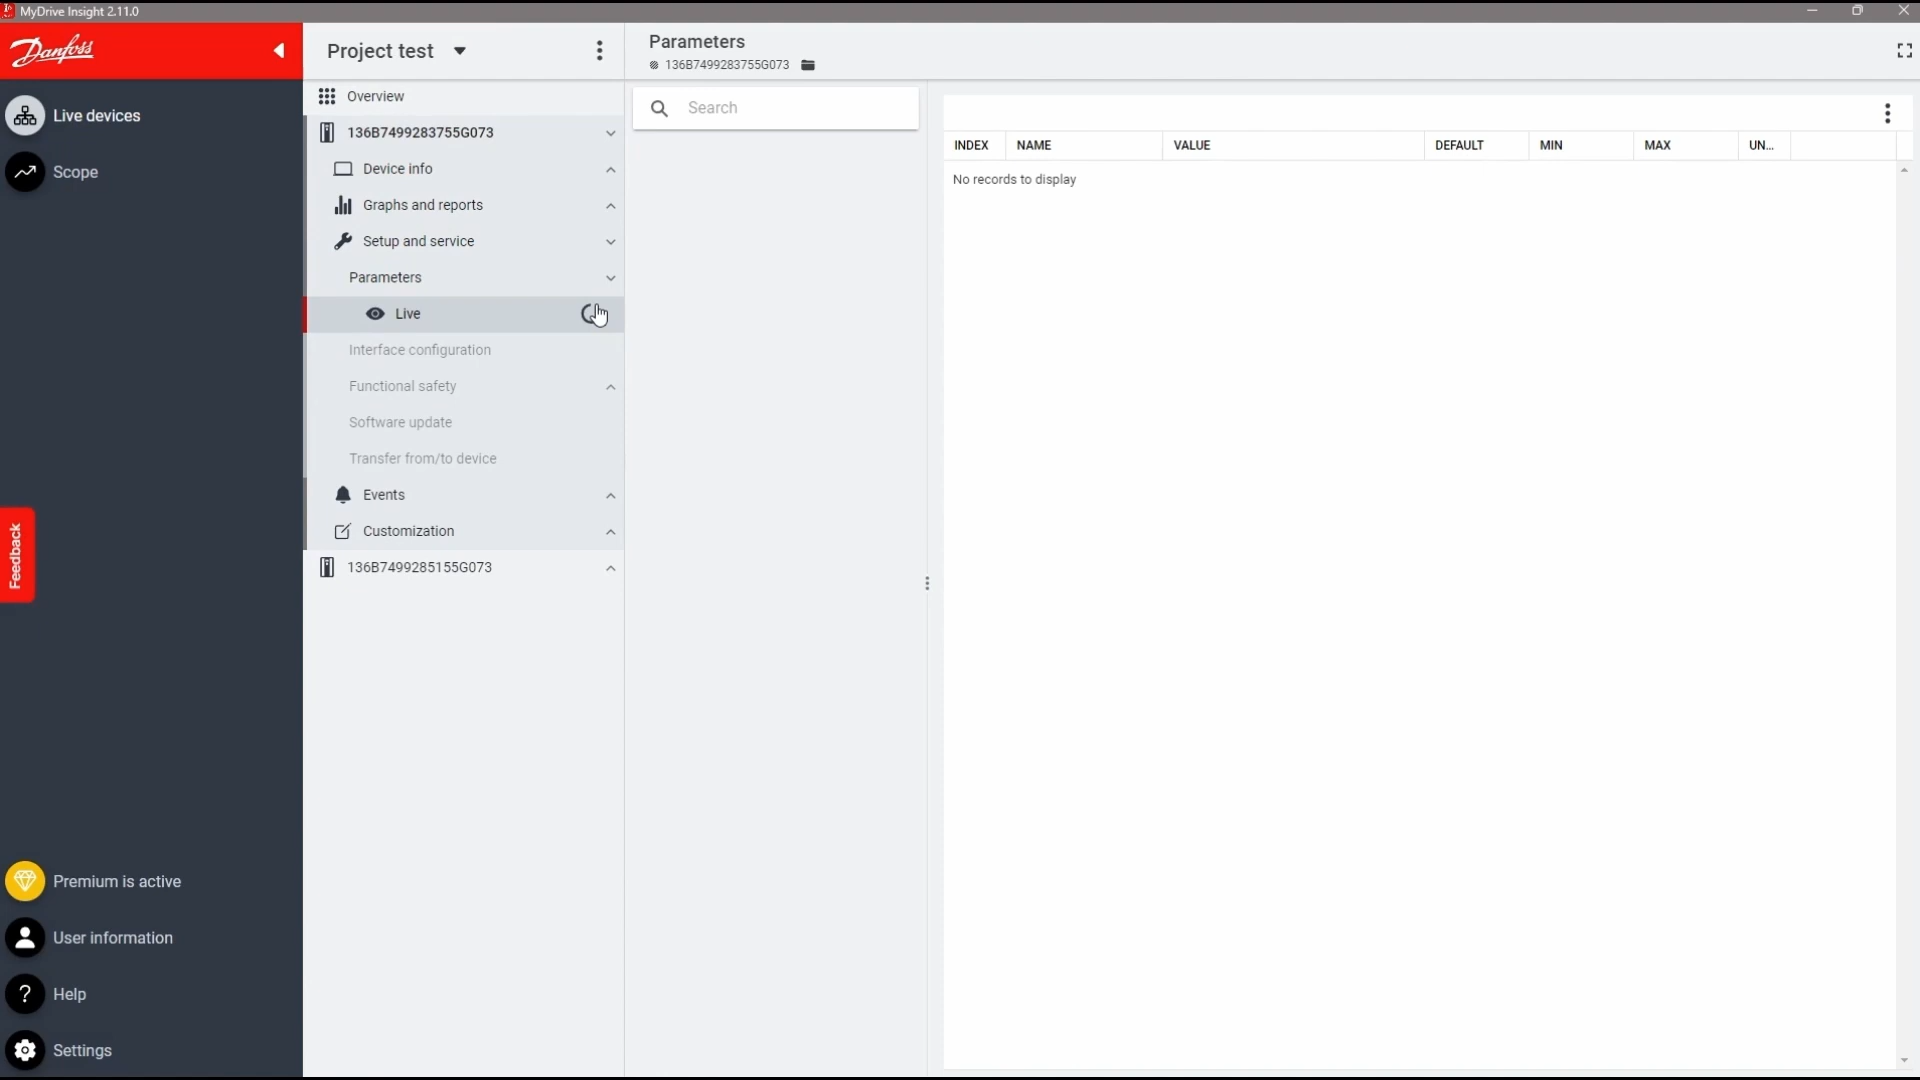 MyDrive Insight 2.11.0
Danfoss
Live devices
Scope
Feedback
Premium is active
User information
? Help
Settings
Project test
Overview
136B7499283755G073
Device info
Graphs and reports
Setup and service
Parameters
Live
Interface configuration
Functional safety
Software update
Transfer from/to device
Events
Customization
136B7499285155G073
Parameters
136B7499283755G073
Search
INDEX NAME VALUE DEFAULT MIN MAX UN...
No records to display